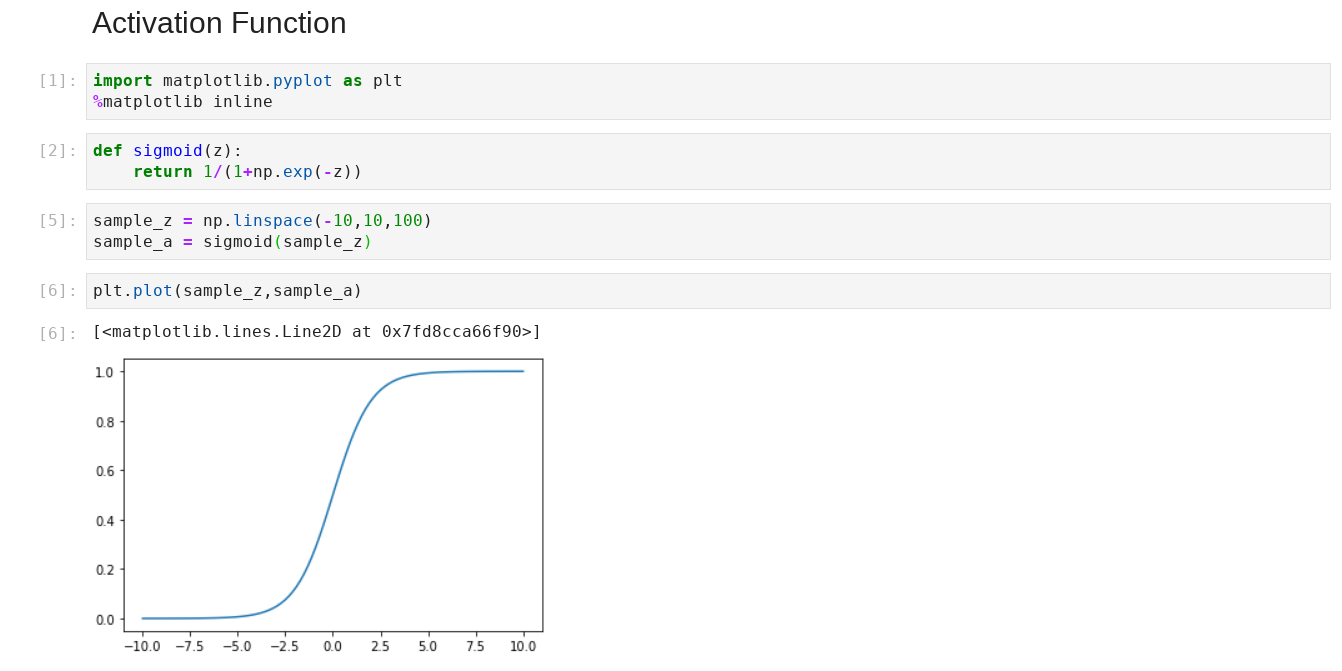 Activation Function
[1]: import matplotlib.pyplot as plt
%matplotlib inline
[2]: def sigmoid(z):
    return 1/(1+np.exp(-z))
[5]: sample_z = np.linspace(-10,10,100)
sample_a = sigmoid(sample_z)
[6]: plt.plot(sample_z,sample_a)
[6]: [<matplotlib.lines.Line2D at 0x7fd8cca66f90>]
1.0
0.8
0.6
0.4
0.2
0.0
−10.0 −7.5 −5.0 −2.5 0.0 2.5 5.0 7.5 10.0